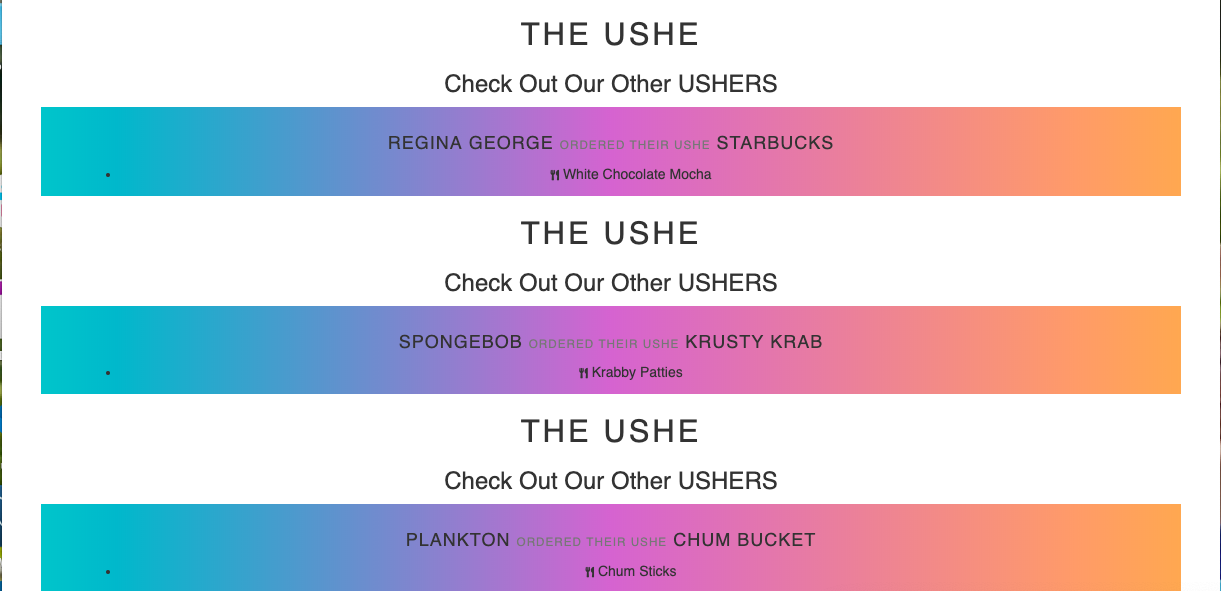 THE USHE
Check Out Our Other USHERS
REGINA GEORGE ORDERED THEIR USHE STARBUCKS
White Chocolate Mocha
THE USHE
Check Out Our Other USHERS
SPONGEBOB ORDERED THEIR USHE KRUSTY KRAB
Krabby Patties
THE USHE
Check Out Our Other USHERS
PLANKTON ORDERED THEIR USHE CHUM BUCKET
Chum Sticks